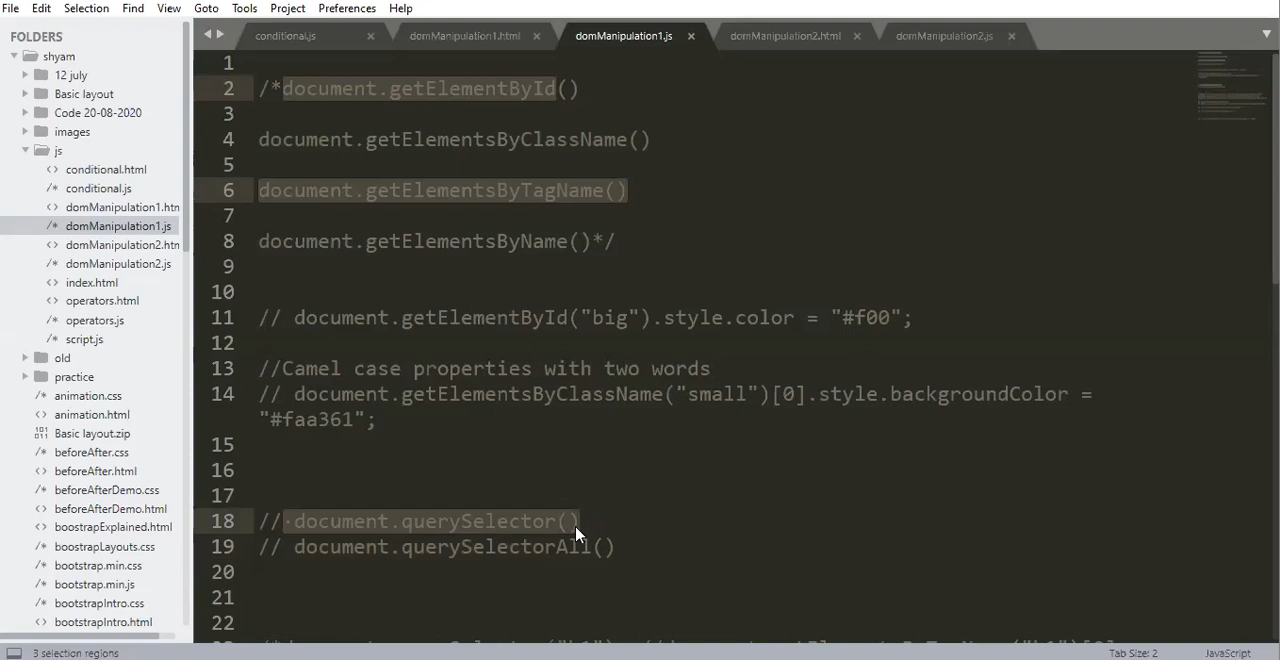 File Edit Selection Find View Goto Tools Project Preferences Help
FOLDERS
shyam
12 july
Basic layout
Code 20-08-2020
images
js
conditional.html
conditional.js
domManipulation1.htn
domManipulation1.js
domManipulation2.htn
domManipulation2.js
index.html
operators.html
operators.js
script.js
old
practice
animation.css
animation.html
Basic layout.zip
beforeAfter.css
beforeAfter.html
beforeAfterDemo.css
beforeAfterDemo.html
boostrapExplained.html
boostrapLayouts.css
bootstrap.min.css
bootstrap.min.js
bootstrapIntro.css
bootstrapIntro.html
conditional.js × domManipulation1.html × domManipulation1.js × domManipulation2.html × domManipulation2.js ×
1
2 /*document.getElementById()
3
4 document.getElementsByClassName()
5
6 document.getElementsByTagName()
7
8 document.getElementsByName()*/
9
10
11 // document.getElementById("big").style.color = "#f00";
12
13 //Camel case properties with two words
14 // document.getElementsByClassName("small")[0].style.backgroundColor =
"#faa361";
15
16
17
18 // document.querySelector()
19 // document.querySelectorAll()
20
21
22
3 selection regions
Tab Size: 2 JavaScript